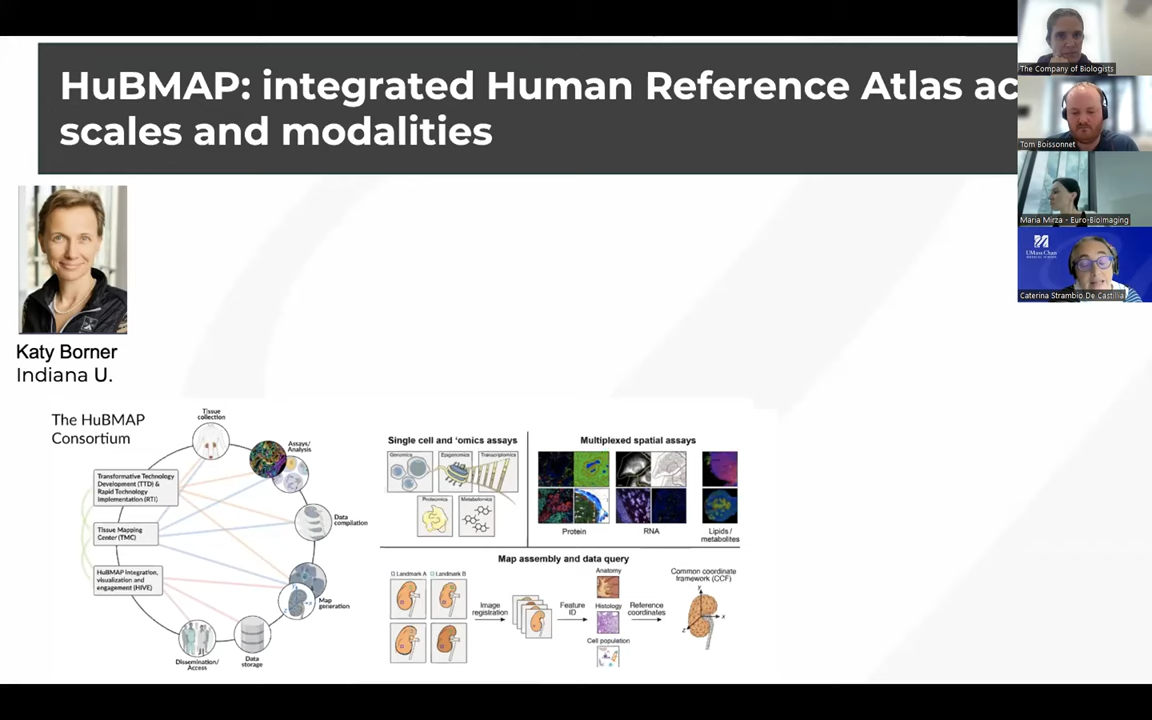 HuBMAP: integrated Human Reference Atlas ac
scales and modalities
The Company of Biologists
Tom Boissonnet
Maria Mirza - Euro-BioImaging
UMass Chan
MEDICAL SCHOOL
Caterina Strambio De Castilla
Katy Borner
Indiana U.
The HuBMAP
Consortium
Tissue
collection
Assays/
Analysis
Transformative Technology
Development (TTD) &
Rapid Technology
Implementation (RTI)
Data
compilation
Tissue Mapping
Center (TMC)
HuBMAP Integration,
visualization and
engagement (HIVE)
Map
generation
Dissemination/
Access
Data
storage
Single cell and 'omics assays
Genomics
Epigenomics
Transcriptomics
Proteomics
Metabolomics
Multiplexed spatial assays
Protein
RNA
Lipids/
metabolites
Map assembly and data query
Landmark A
Landmark B
Image
registration
Feature
ID
Anatomy
Histology
Cell population
Reference
coordinates
Common coordinate
framework (CCF)
y
x
z